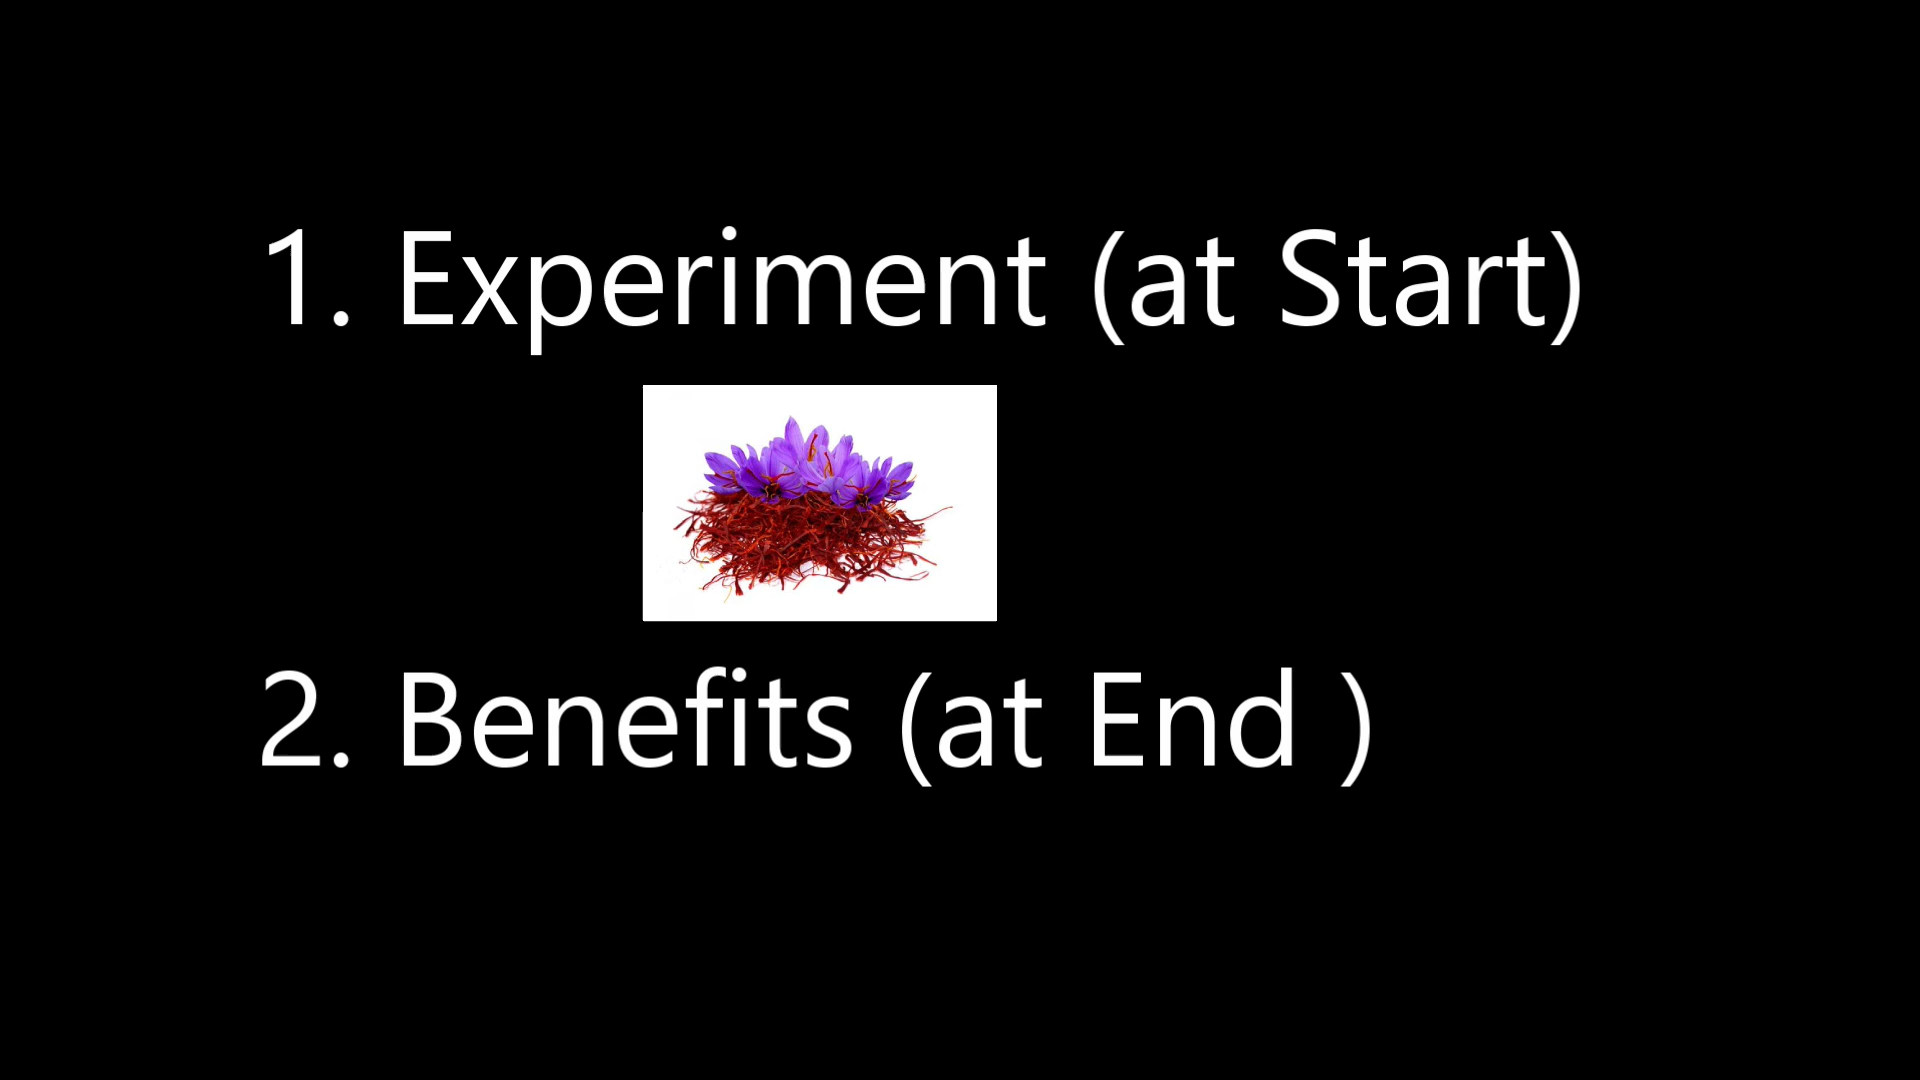 1. Experiment (at Start)
2. Benefits (at End )